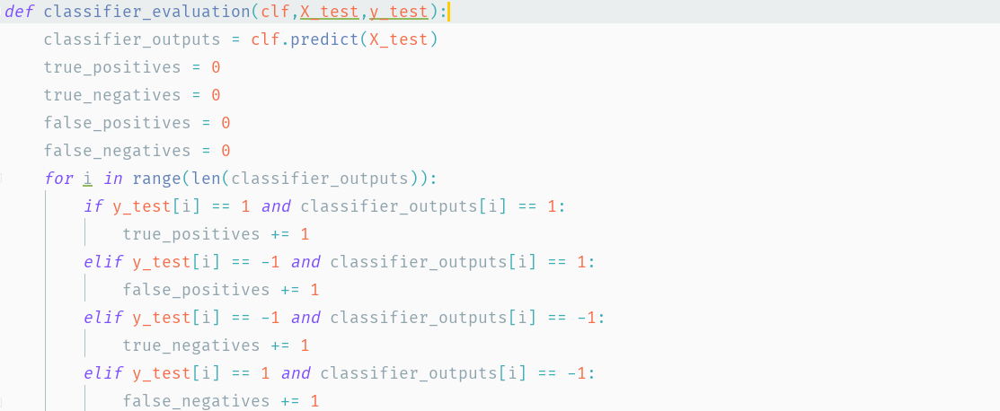 def classifier_evaluation(clf,X_test,y_test):
    classifier_outputs = clf.predict(X_test)
    true_positives = 0
    true_negatives = 0
    false_positives = 0
    false_negatives = 0
    for i in range(len(classifier_outputs)):
        if y_test[i] == 1 and classifier_outputs[i] == 1:
            true_positives += 1
        elif y_test[i] == -1 and classifier_outputs[i] == 1:
            false_positives += 1
        elif y_test[i] == -1 and classifier_outputs[i] == -1:
            true_negatives += 1
        elif y_test[i] == 1 and classifier_outputs[i] == -1:
            false_negatives += 1